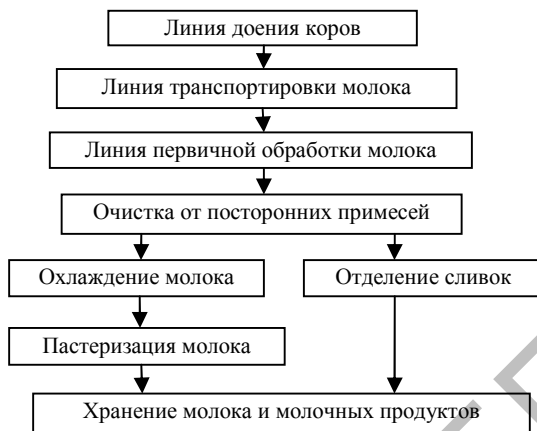 Линия доения коров
Линия транспортировки молока
Линия первичной обработки молока
Очистка от посторонних примесей
Охлаждение молока
Отделение сливок
Пастеризация молока
Хранение молока и молочных продуктов